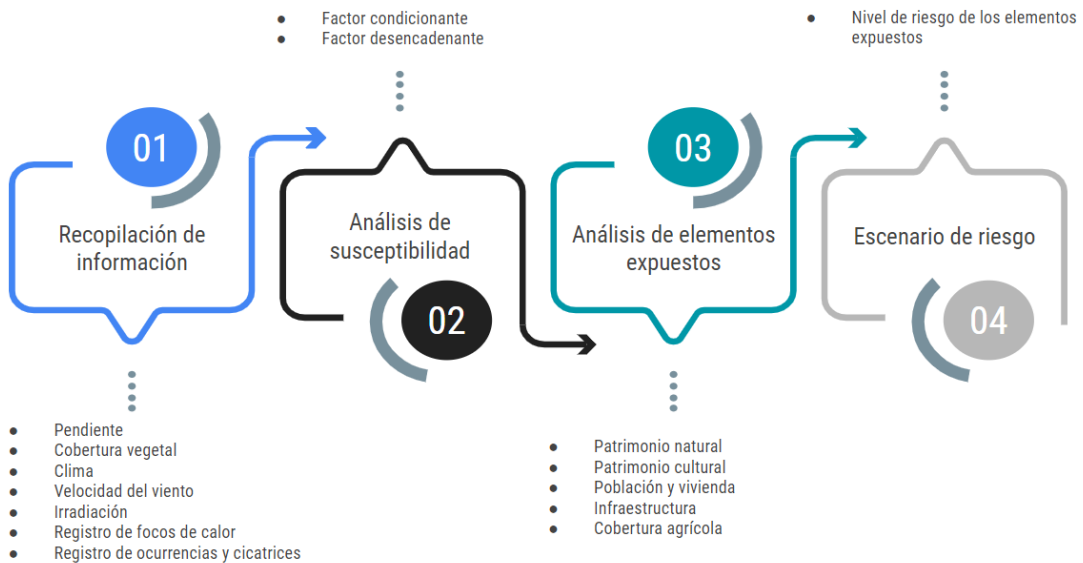 01
Recopilación de
información
● Pendiente
● Cobertura vegetal
● Clima
● Velocidad del viento
● Irradiación
● Registro de focos de calor
● Registro de ocurrencias y cicatrices
● Factor condicionante
● Factor desencadenante
Análisis de
susceptibilidad
02
03
Análisis de elementos
expuestos
● Patrimonio natural
● Patrimonio cultural
● Población y vivienda
● Infraestructura
● Cobertura agrícola
● Nivel de riesgo de los elementos
expuestos
Escenario de riesgo
04